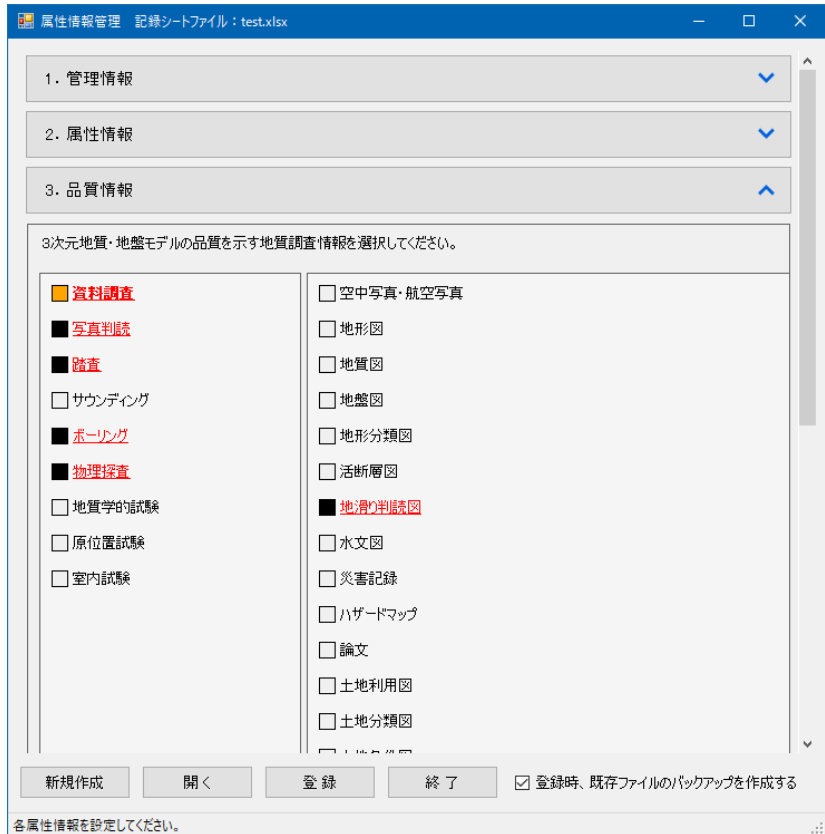 属性情報管理　記録シートファイル：test.xlsx
1. 管理情報
2. 属性情報
3. 品質情報
3次元地質・地盤モデルの品質を示す地質調査情報を選択してください。
資料調査
写真判読
踏査
サウンディング
ボーリング
物理探査
地質学的試験
原位置試験
室内試験
空中写真・航空写真
地形図
地質図
地盤図
地形分類図
活断層図
地滑り判読図
水文図
災害記録
ハザードマップ
論文
土地利用図
土地分類図
新規作成
開く
登録
終了
登録時、既存ファイルのバックアップを作成する
各属性情報を設定してください。